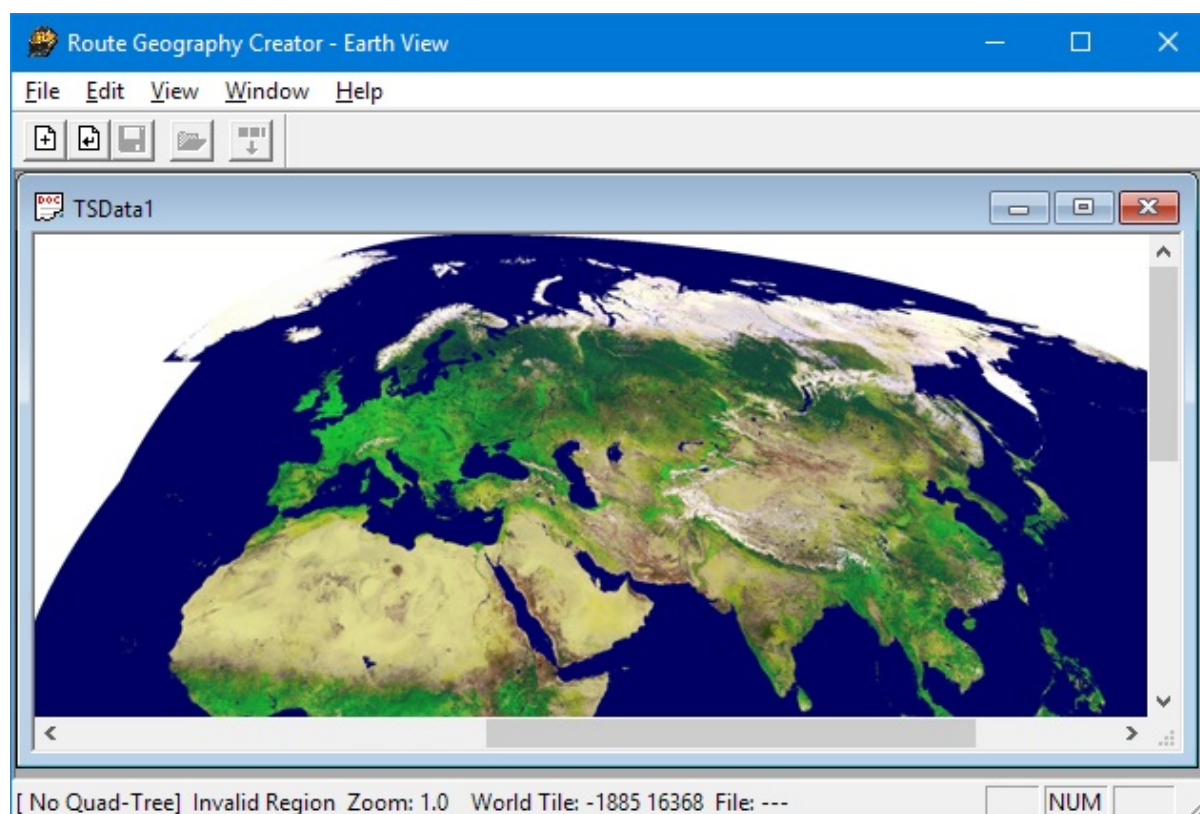 Route Geography Creator - Earth View
File Edit View Window Help
DOC TSData1
[ No Quad-Tree] Invalid Region Zoom: 1.0 World Tile: -1885 16368 File: --- NUM